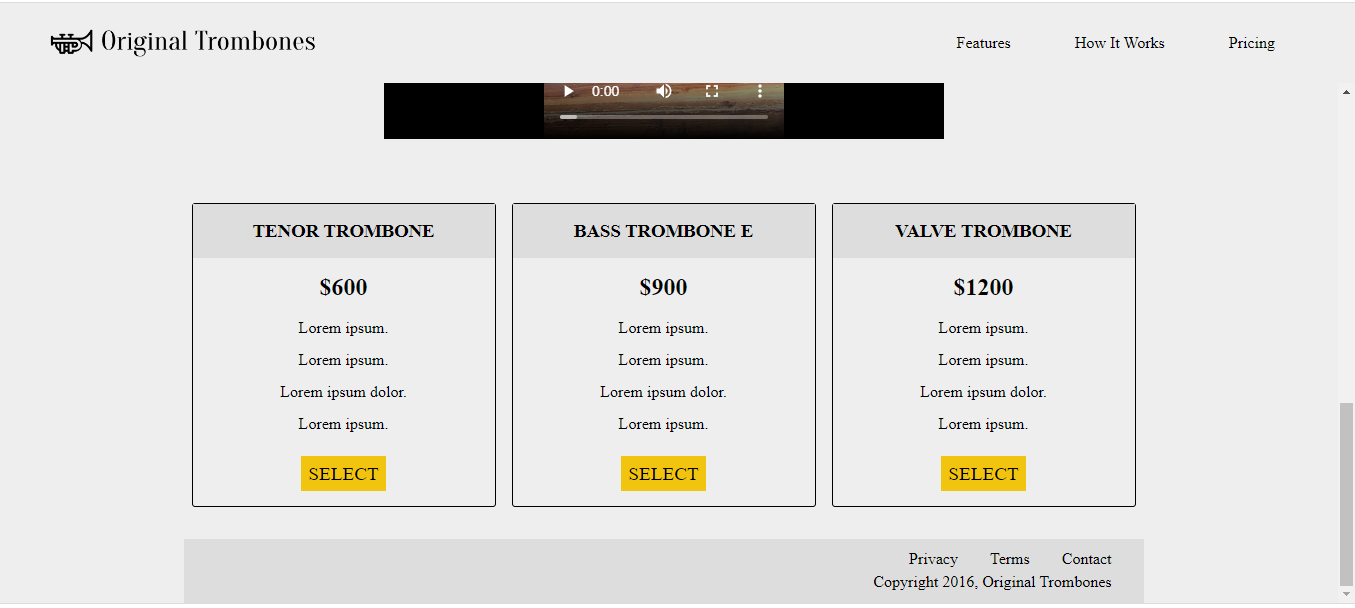 Original Trombones
Features How It Works Pricing
0:00
TENOR TROMBONE
$600
Lorem ipsum.
Lorem ipsum.
Lorem ipsum dolor.
Lorem ipsum.
SELECT
BASS TROMBONE E
$900
Lorem ipsum.
Lorem ipsum.
Lorem ipsum dolor.
Lorem ipsum.
SELECT
VALVE TROMBONE
$1200
Lorem ipsum.
Lorem ipsum.
Lorem ipsum dolor.
Lorem ipsum.
SELECT
Privacy Terms Contact
Copyright 2016, Original Trombones